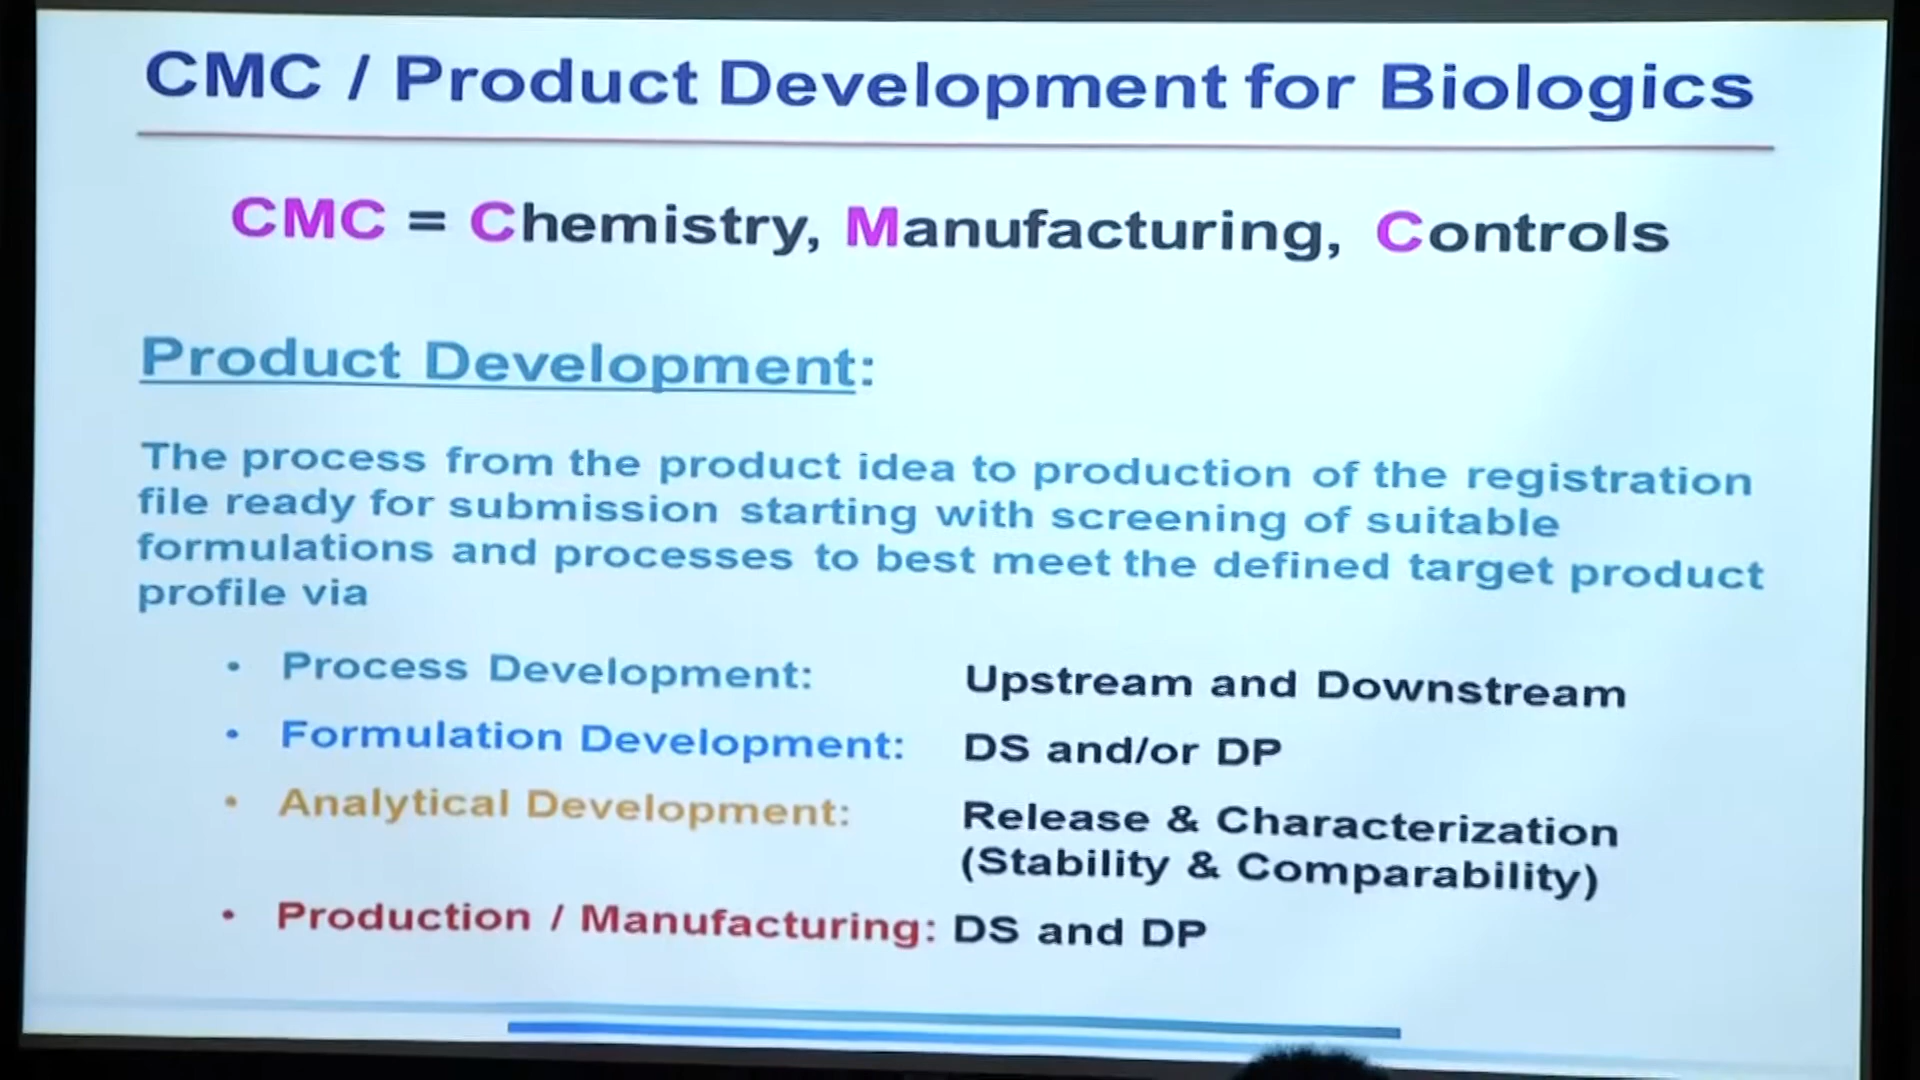 CMC / Product Development for Biologics
CMC = Chemistry, Manufacturing, Controls
Product Development:
The process from the product idea to production of the registration
file ready for submission starting with screening of suitable
formulations and processes to best meet the defined target product
profile via
• Process Development: Upstream and Downstream
• Formulation Development: DS and/or DP
• Analytical Development: Release & Characterization
(Stability & Comparability)
• Production / Manufacturing: DS and DP